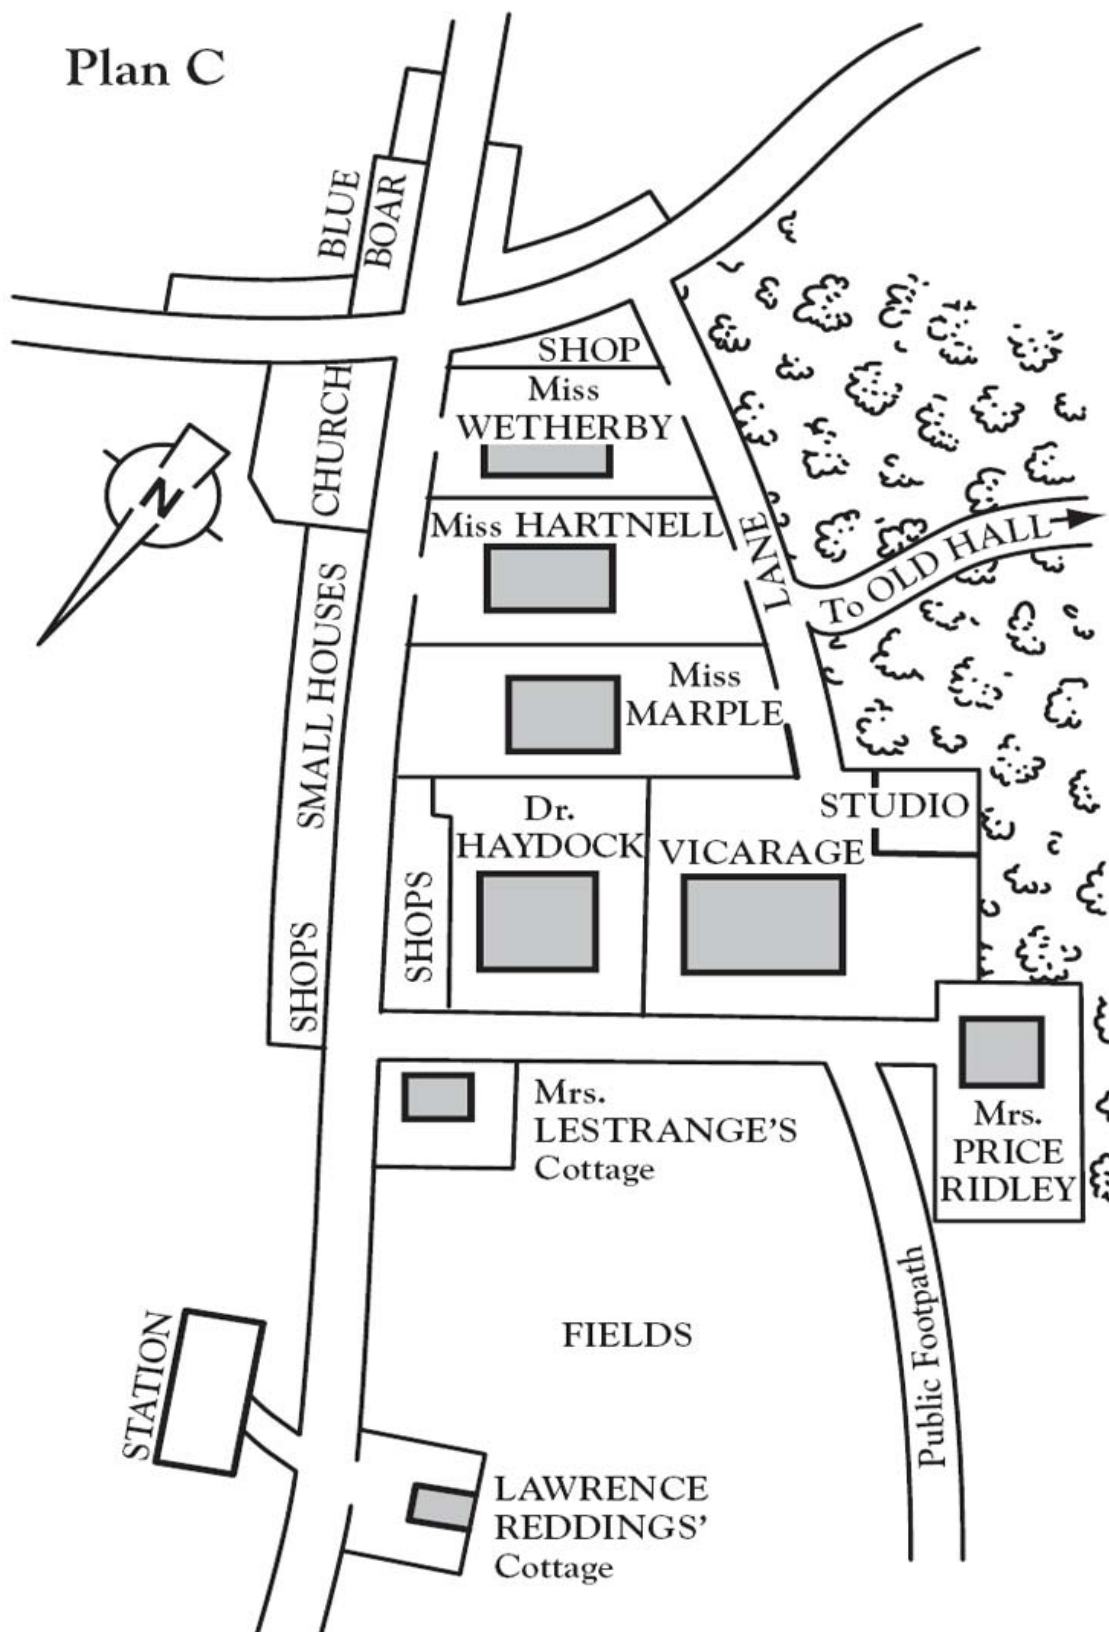 Plan C
BLUE
BOAR
SHOP
Miss
WETHERBY
CHURCH
N
Miss HARTNELL
LANE
To OLD HALL
SMALL HOUSES
Miss
MARPLE
STUDIO
Dr.
HAYDOCK
VICARAGE
SHOPS
SHOPS
Mrs.
LESTRANGE'S
Cottage
Mrs.
PRICE
RIDLEY
Public Footpath
FIELDS
STATION
LAWRENCE
REDDINGS'
Cottage